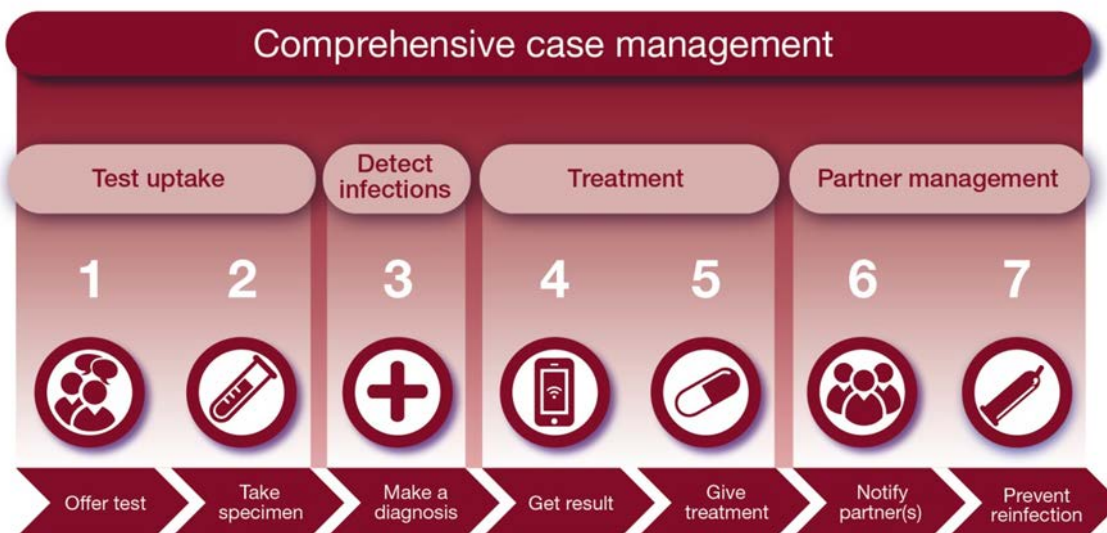 Comprehensive case management
Test uptake
Detect
infections
Treatment
Partner management
1
2
3
4
5
6
7
Offer test
Take
specimen
Make a
diagnosis
Get result
Give
treatment
Notify
partner(s)
Prevent
reinfection